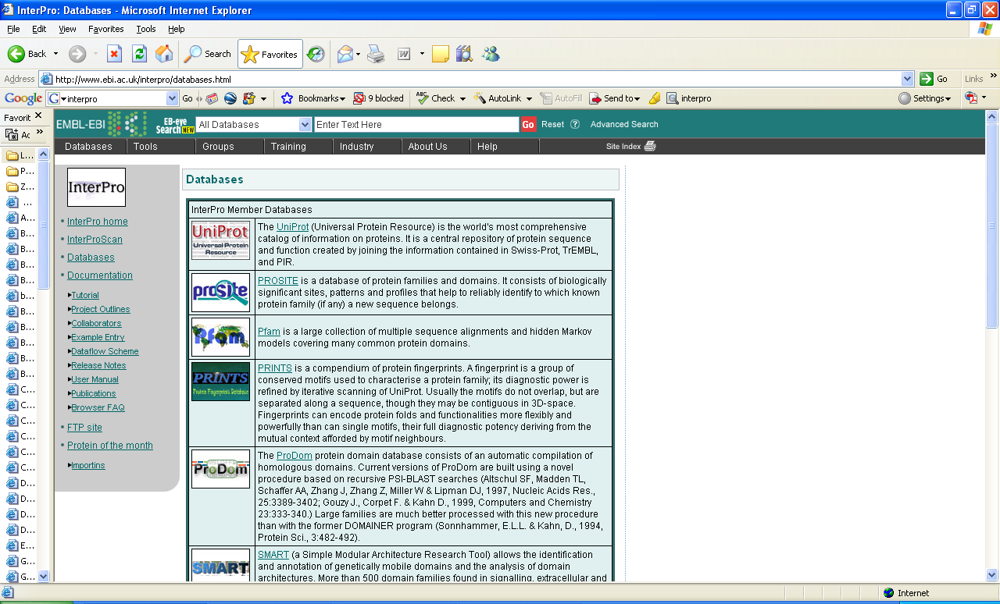 InterPro: Databases - Microsoft Internet Explorer
File Edit View Favorites Tools Help
Back Search Favorites
Address http://www.ebi.ac.uk/interpro/databases.html Go Links »
Google interpro Go Bookmarks 9 blocked Check AutoLink AutoFill Send to interpro Settings
Favorit
EMBL-EBI EB-eye Search NEW All Databases Enter Text Here Go Reset ? Advanced Search
Databases Tools Groups Training Industry About Us Help Site Index
L...
P...
Z...
...
A...
B...
B...
B...
B...
b...
B...
B...
B...
B...
B...
C...
C...
C...
C...
C...
C...
D...
D...
D...
D...
E...
G...
G...
InterPro
InterPro home
InterProScan
Databases
Documentation
Tutorial
Project Outlines
Collaborators
Example Entry
Dataflow Scheme
Release Notes
User Manual
Publications
Browser FAQ
FTP site
Protein of the month
Importins
Databases
InterPro Member Databases
UniProt
Universal Protein
Resource
The UniProt (Universal Protein Resource) is the world's most comprehensive
catalog of information on proteins. It is a central repository of protein sequence
and function created by joining the information contained in Swiss-Prot, TrEMBL,
and PIR.
proSite
PROSITE is a database of protein families and domains. It consists of biologically
significant sites, patterns and profiles that help to reliably identify to which known
protein family (if any) a new sequence belongs.
Pfam
Pfam is a large collection of multiple sequence alignments and hidden Markov
models covering many common protein domains.
PRINTS
Protein Fingerprints Database
PRINTS is a compendium of protein fingerprints. A fingerprint is a group of
conserved motifs used to characterise a protein family; its diagnostic power is
refined by iterative scanning of UniProt. Usually the motifs do not overlap, but are
separated along a sequence, though they may be contiguous in 3D-space.
Fingerprints can encode protein folds and functionalities more flexibly and
powerfully than can single motifs, their full diagnostic potency deriving from the
mutual context afforded by motif neighbours.
ProDom
The ProDom protein domain database consists of an automatic compilation of
homologous domains. Current versions of ProDom are built using a novel
procedure based on recursive PSI-BLAST searches (Altschul SF, Madden TL,
Schaffer AA, Zhang J, Zhang Z, Miller W & Lipman DJ, 1997, Nucleic Acids Res.,
25:3389-3402; Gouzy J., Corpet F. & Kahn D., 1999, Computers and Chemistry
23:333-340.) Large families are much better processed with this new procedure
than with the former DOMAINER program (Sonnhammer, E.L.L. & Kahn, D., 1994,
Protein Sci., 3:482-492).
SMART
SMART (a Simple Modular Architecture Research Tool) allows the identification
and annotation of genetically mobile domains and the analysis of domain
architectures. More than 500 domain families found in signalling, extracellular and
Internet